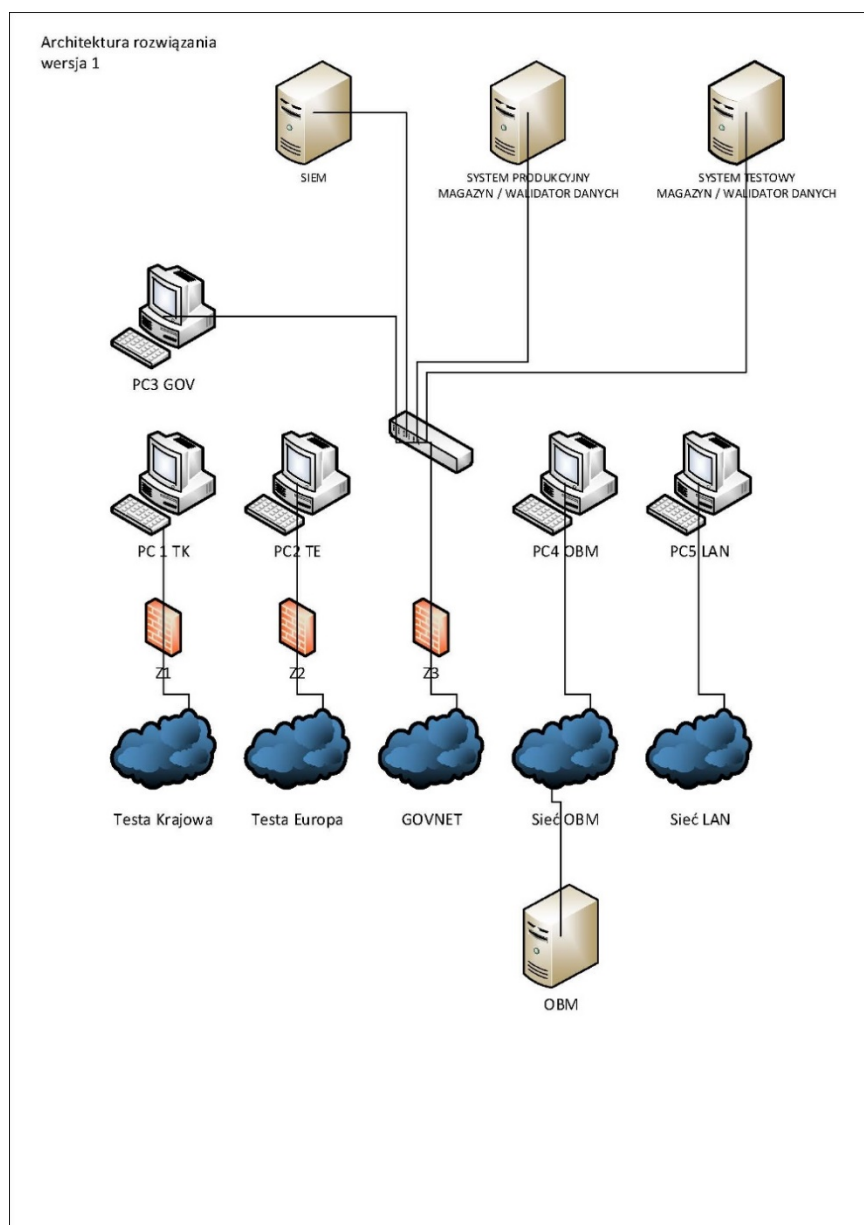 Architektura rozwiązania
wersja 1
SIEM
SYSTEM PRODUKCYJNY
MAGAZYN / WALIDATOR DANYCH
SYSTEM TESTOWY
MAGAZYN / WALIDATOR DANYCH
PC3 GOV
PC 1 TK
PC2 TE
PC4 OBM
PC5 LAN
Z1
Z2
Z3
Testa Krajowa
Testa Europa
GOVNET
Sieć OBM
Sieć LAN
OBM